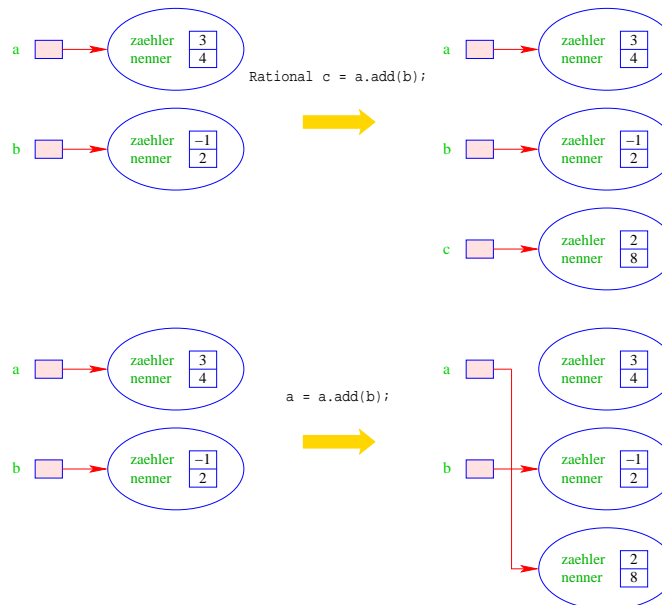 a
zaehler 3
nenner 4
b
zaehler −1
nenner 2
Rational c = a.add(b);
a
zaehler 3
nenner 4
b
zaehler −1
nenner 2
c
zaehler 2
nenner 8
a
zaehler 3
nenner 4
b
zaehler −1
nenner 2
a = a.add(b);
a
zaehler 3
nenner 4
b
zaehler −1
nenner 2
zaehler 2
nenner 8